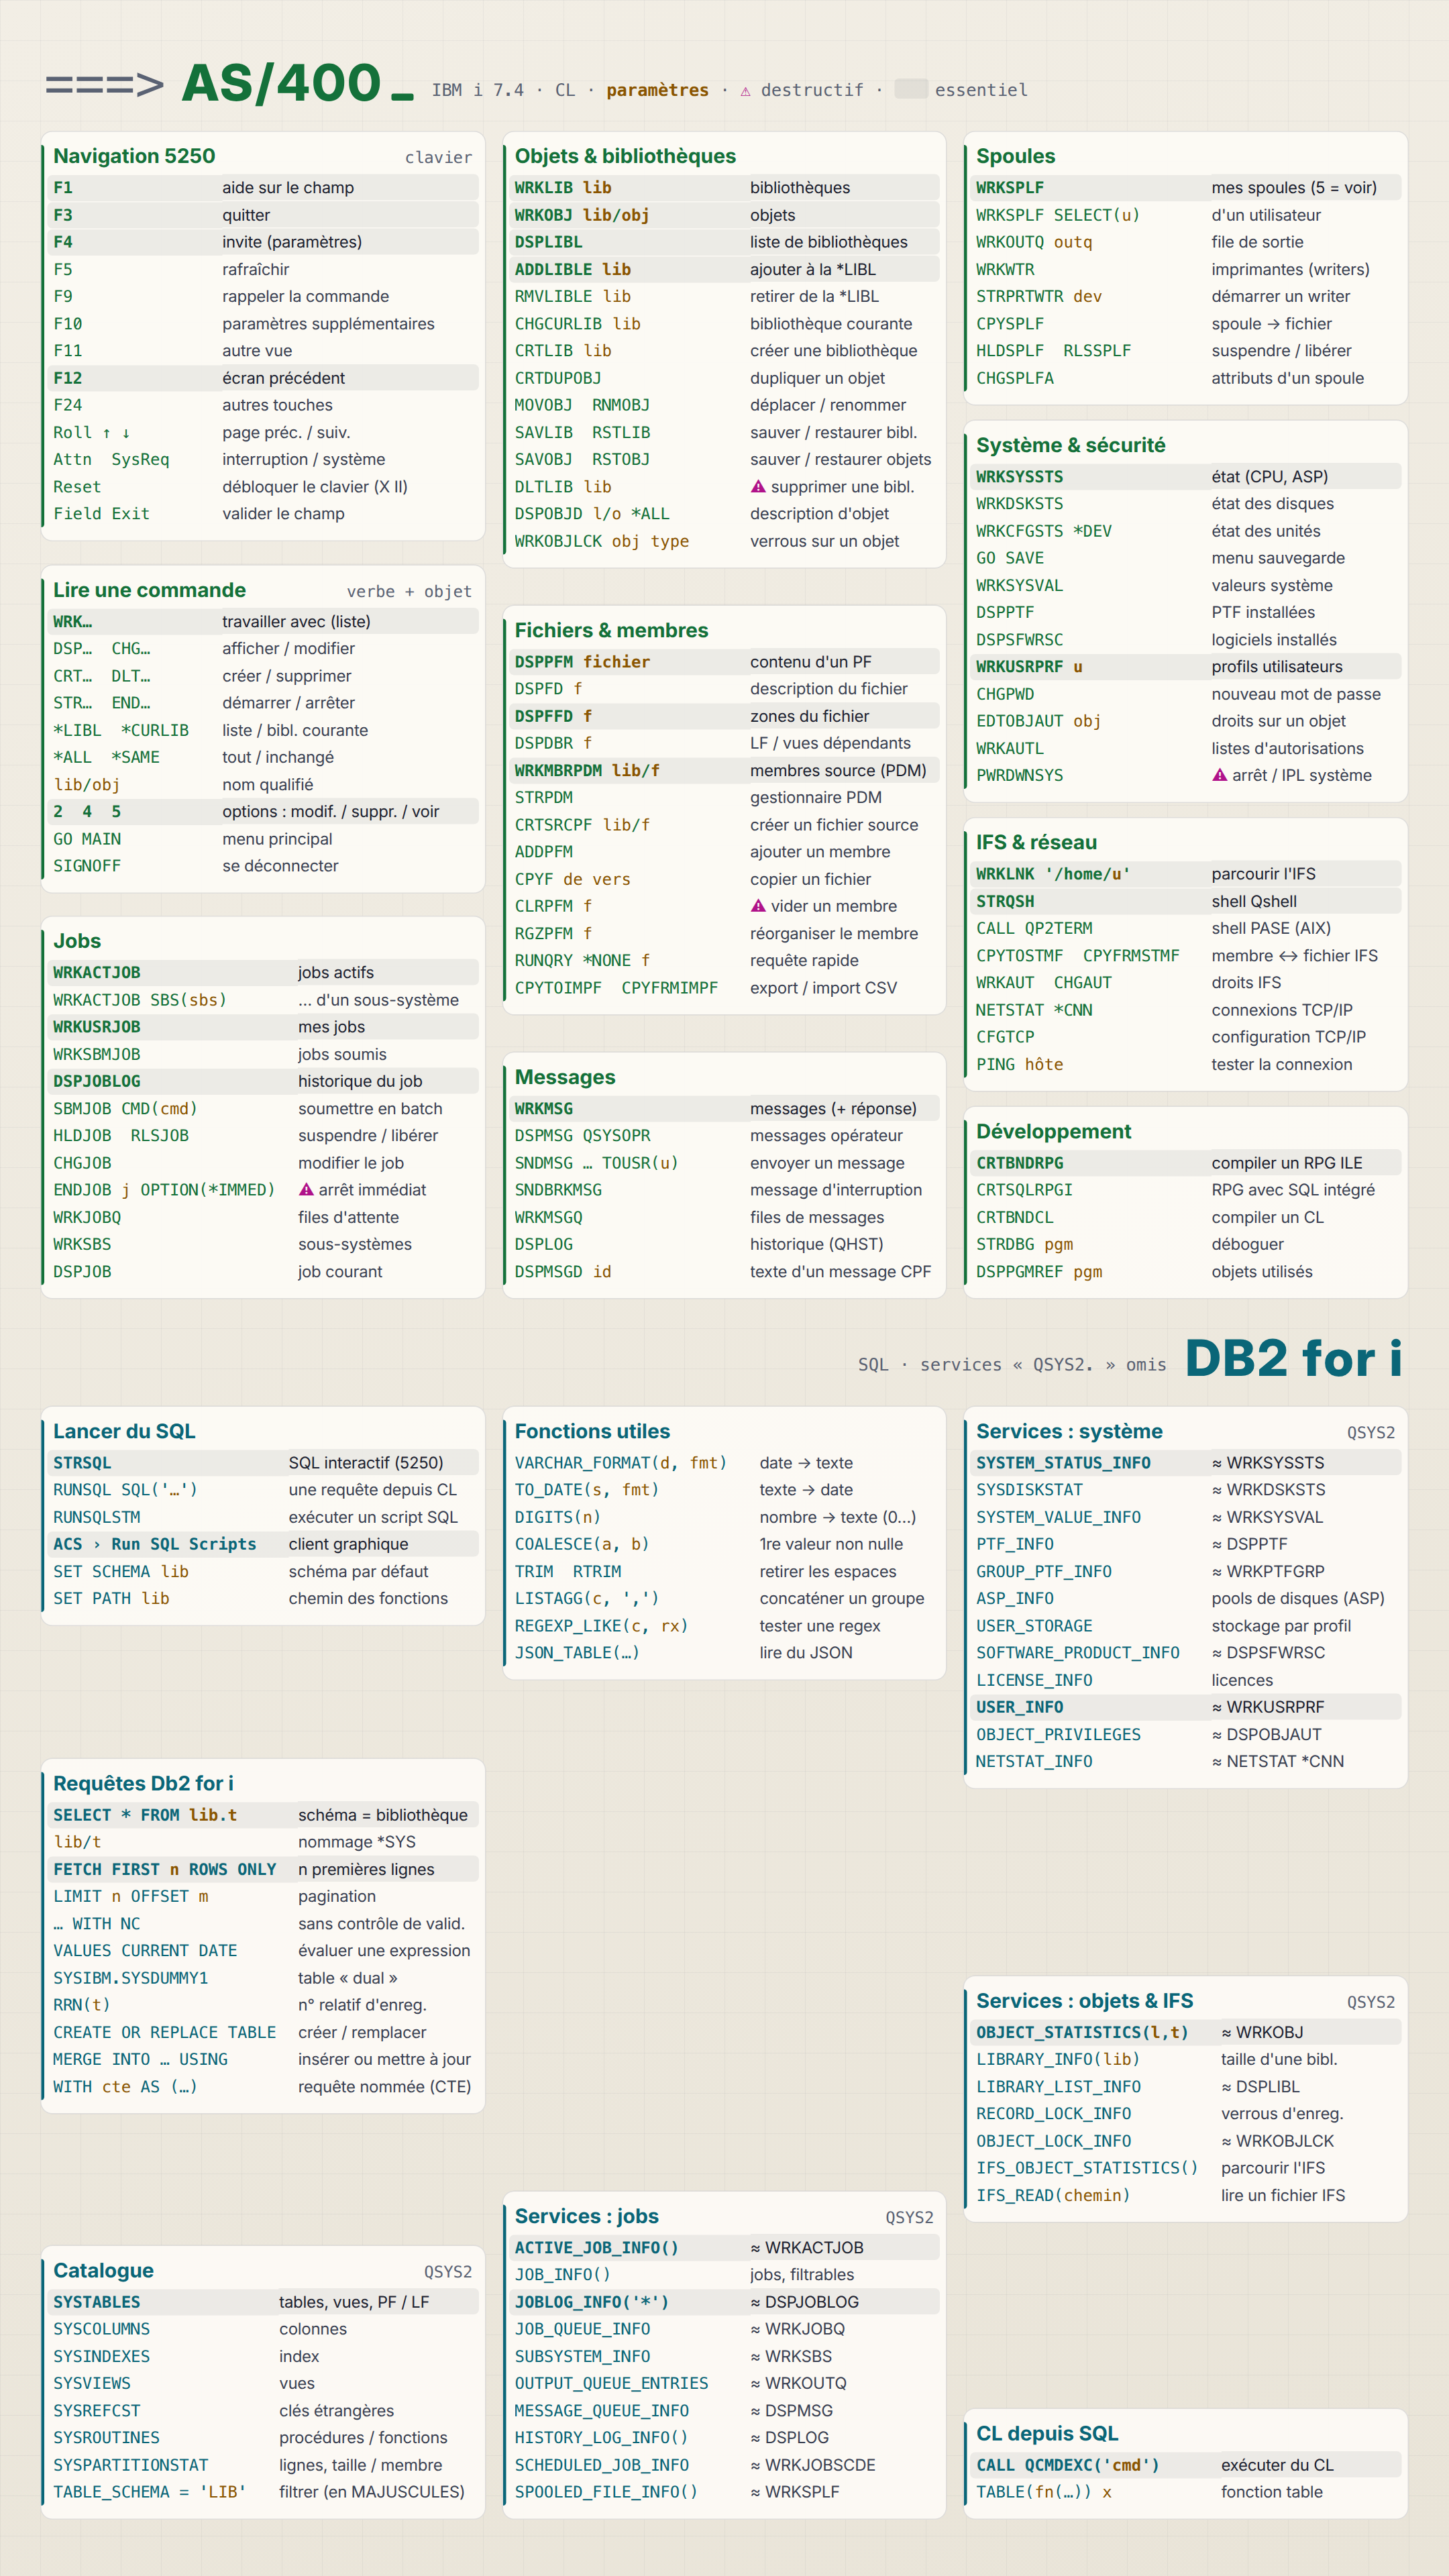 ===> AS/400_ IBM i 7.4 · CL · paramètres · ⚠ destructif · essentiel
Navigation 5250 clavier
F1 aide sur le champ
F3 quitter
F4 invite (paramètres)
F5 rafraîchir
F9 rappeler la commande
F10 paramètres supplémentaires
F11 autre vue
F12 écran précédent
F24 autres touches
Roll ↑ ↓ page préc. / suiv.
Attn SysReq interruption / système
Reset débloquer le clavier (X II)
Field Exit valider le champ
Lire une commande verbe + objet
WRK… travailler avec (liste)
DSP… CHG… afficher / modifier
CRT… DLT… créer / supprimer
STR… END… démarrer / arrêter
*LIBL *CURLIB liste / bibl. courante
*ALL *SAME tout / inchangé
lib/obj nom qualifié
2 4 5 options : modif. / suppr. / voir
GO MAIN menu principal
SIGNOFF se déconnecter
Jobs
WRKACTJOB jobs actifs
WRKACTJOB SBS(sbs) … d'un sous-système
WRKUSRJOB mes jobs
WRKSBMJOB jobs soumis
DSPJOBLOG historique du job
SBMJOB CMD(cmd) soumettre en batch
HLDJOB RLSJOB suspendre / libérer
CHGJOB modifier le job
ENDJOB j OPTION(*IMMED) ⚠ arrêt immédiat
WRKJOBQ files d'attente
WRKSBS sous-systèmes
DSPJOB job courant
Objets & bibliothèques
WRKLIB lib bibliothèques
WRKOBJ lib/obj objets
DSPLIBL liste de bibliothèques
ADDLIBLE lib ajouter à la *LIBL
RMVLIBLE lib retirer de la *LIBL
CHGCURLIB lib bibliothèque courante
CRTLIB lib créer une bibliothèque
CRTDUPOBJ dupliquer un objet
MOVOBJ RNMOBJ déplacer / renommer
SAVLIB RSTLIB sauver / restaurer bibl.
SAVOBJ RSTOBJ sauver / restaurer objets
DLTLIB lib ⚠ supprimer une bibl.
DSPOBJD l/o *ALL description d'objet
WRKOBJLCK obj type verrous sur un objet
Fichiers & membres
DSPPFM fichier contenu d'un PF
DSPFD f description du fichier
DSPFFD f zones du fichier
DSPDBR f LF / vues dépendants
WRKMBRPDM lib/f membres source (PDM)
STRPDM gestionnaire PDM
CRTSRCPF lib/f créer un fichier source
ADDPFM ajouter un membre
CPYF de vers copier un fichier
CLRPFM f ⚠ vider un membre
RGZPFM f réorganiser le membre
RUNQRY *NONE f requête rapide
CPYTOIMPF CPYFRMIMPF export / import CSV
Messages
WRKMSG messages (+ réponse)
DSPMSG QSYSOPR messages opérateur
SNDMSG … TOUSR(u) envoyer un message
SNDBRKMSG message d'interruption
WRKMSGQ files de messages
DSPLOG historique (QHST)
DSPMSGD id texte d'un message CPF
Spoules
WRKSPLF mes spoules (5 = voir)
WRKSPLF SELECT(u) d'un utilisateur
WRKOUTQ outq file de sortie
WRKWTR imprimantes (writers)
STRPRTWTR dev démarrer un writer
CPYSPLF spoule → fichier
HLDSPLF RLSSPLF suspendre / libérer
CHGSPLFA attributs d'un spoule
Système & sécurité
WRKSYSSTS état (CPU, ASP)
WRKDSKSTS état des disques
WRKCFGSTS *DEV état des unités
GO SAVE menu sauvegarde
WRKSYSVAL valeurs système
DSPPTF PTF installées
DSPSFWRSC logiciels installés
WRKUSRPRF u profils utilisateurs
CHGPWD nouveau mot de passe
EDTOBJAUT obj droits sur un objet
WRKAUTL listes d'autorisations
PWRDWNSYS ⚠ arrêt / IPL système
IFS & réseau
WRKLNK '/home/u' parcourir l'IFS
STRQSH shell Qshell
CALL QP2TERM shell PASE (AIX)
CPYTOSTMF CPYFRMSTMF membre ↔ fichier IFS
WRKAUT CHGAUT droits IFS
NETSTAT *CNN connexions TCP/IP
CFGTCP configuration TCP/IP
PING hôte tester la connexion
Développement
CRTBNDRPG compiler un RPG ILE
CRTSQLRPGI RPG avec SQL intégré
CRTBNDCL compiler un CL
STRDBG pgm déboguer
DSPPGMREF pgm objets utilisés
SQL · services « QSYS2. » omis DB2 for i
Lancer du SQL
STRSQL SQL interactif (5250)
RUNSQL SQL('…') une requête depuis CL
RUNSQLSTM exécuter un script SQL
ACS › Run SQL Scripts client graphique
SET SCHEMA lib schéma par défaut
SET PATH lib chemin des fonctions
Requêtes Db2 for i
SELECT * FROM lib.t schéma = bibliothèque
lib/t nommage *SYS
FETCH FIRST n ROWS ONLY n premières lignes
LIMIT n OFFSET m pagination
… WITH NC sans contrôle de valid.
VALUES CURRENT DATE évaluer une expression
SYSIBM.SYSDUMMY1 table « dual »
RRN(t) n° relatif d'enreg.
CREATE OR REPLACE TABLE créer / remplacer
MERGE INTO … USING insérer ou mettre à jour
WITH cte AS (…) requête nommée (CTE)
Catalogue QSYS2
SYSTABLES tables, vues, PF / LF
SYSCOLUMNS colonnes
SYSINDEXES index
SYSVIEWS vues
SYSREFCST clés étrangères
SYSROUTINES procédures / fonctions
SYSPARTITIONSTAT lignes, taille / membre
TABLE_SCHEMA = 'LIB' filtrer (en MAJUSCULES)
Fonctions utiles
VARCHAR_FORMAT(d, fmt) date → texte
TO_DATE(s, fmt) texte → date
DIGITS(n) nombre → texte (0…)
COALESCE(a, b) 1re valeur non nulle
TRIM RTRIM retirer les espaces
LISTAGG(c, ',') concaténer un groupe
REGEXP_LIKE(c, rx) tester une regex
JSON_TABLE(…) lire du JSON
Services : jobs QSYS2
ACTIVE_JOB_INFO() ≈ WRKACTJOB
JOB_INFO() jobs, filtrables
JOBLOG_INFO('*') ≈ DSPJOBLOG
JOB_QUEUE_INFO ≈ WRKJOBQ
SUBSYSTEM_INFO ≈ WRKSBS
OUTPUT_QUEUE_ENTRIES ≈ WRKOUTQ
MESSAGE_QUEUE_INFO ≈ DSPMSG
HISTORY_LOG_INFO() ≈ DSPLOG
SCHEDULED_JOB_INFO ≈ WRKJOBSCDE
SPOOLED_FILE_INFO() ≈ WRKSPLF
Services : système QSYS2
SYSTEM_STATUS_INFO ≈ WRKSYSSTS
SYSDISKSTAT ≈ WRKDSKSTS
SYSTEM_VALUE_INFO ≈ WRKSYSVAL
PTF_INFO ≈ DSPPTF
GROUP_PTF_INFO ≈ WRKPTFGRP
ASP_INFO pools de disques (ASP)
USER_STORAGE stockage par profil
SOFTWARE_PRODUCT_INFO ≈ DSPSFWRSC
LICENSE_INFO licences
USER_INFO ≈ WRKUSRPRF
OBJECT_PRIVILEGES ≈ DSPOBJAUT
NETSTAT_INFO ≈ NETSTAT *CNN
Services : objets & IFS QSYS2
OBJECT_STATISTICS(l,t) ≈ WRKOBJ
LIBRARY_INFO(lib) taille d'une bibl.
LIBRARY_LIST_INFO ≈ DSPLIBL
RECORD_LOCK_INFO verrous d'enreg.
OBJECT_LOCK_INFO ≈ WRKOBJLCK
IFS_OBJECT_STATISTICS() parcourir l'IFS
IFS_READ(chemin) lire un fichier IFS
CL depuis SQL
CALL QCMDEXC('cmd') exécuter du CL
TABLE(fn(…)) x fonction table